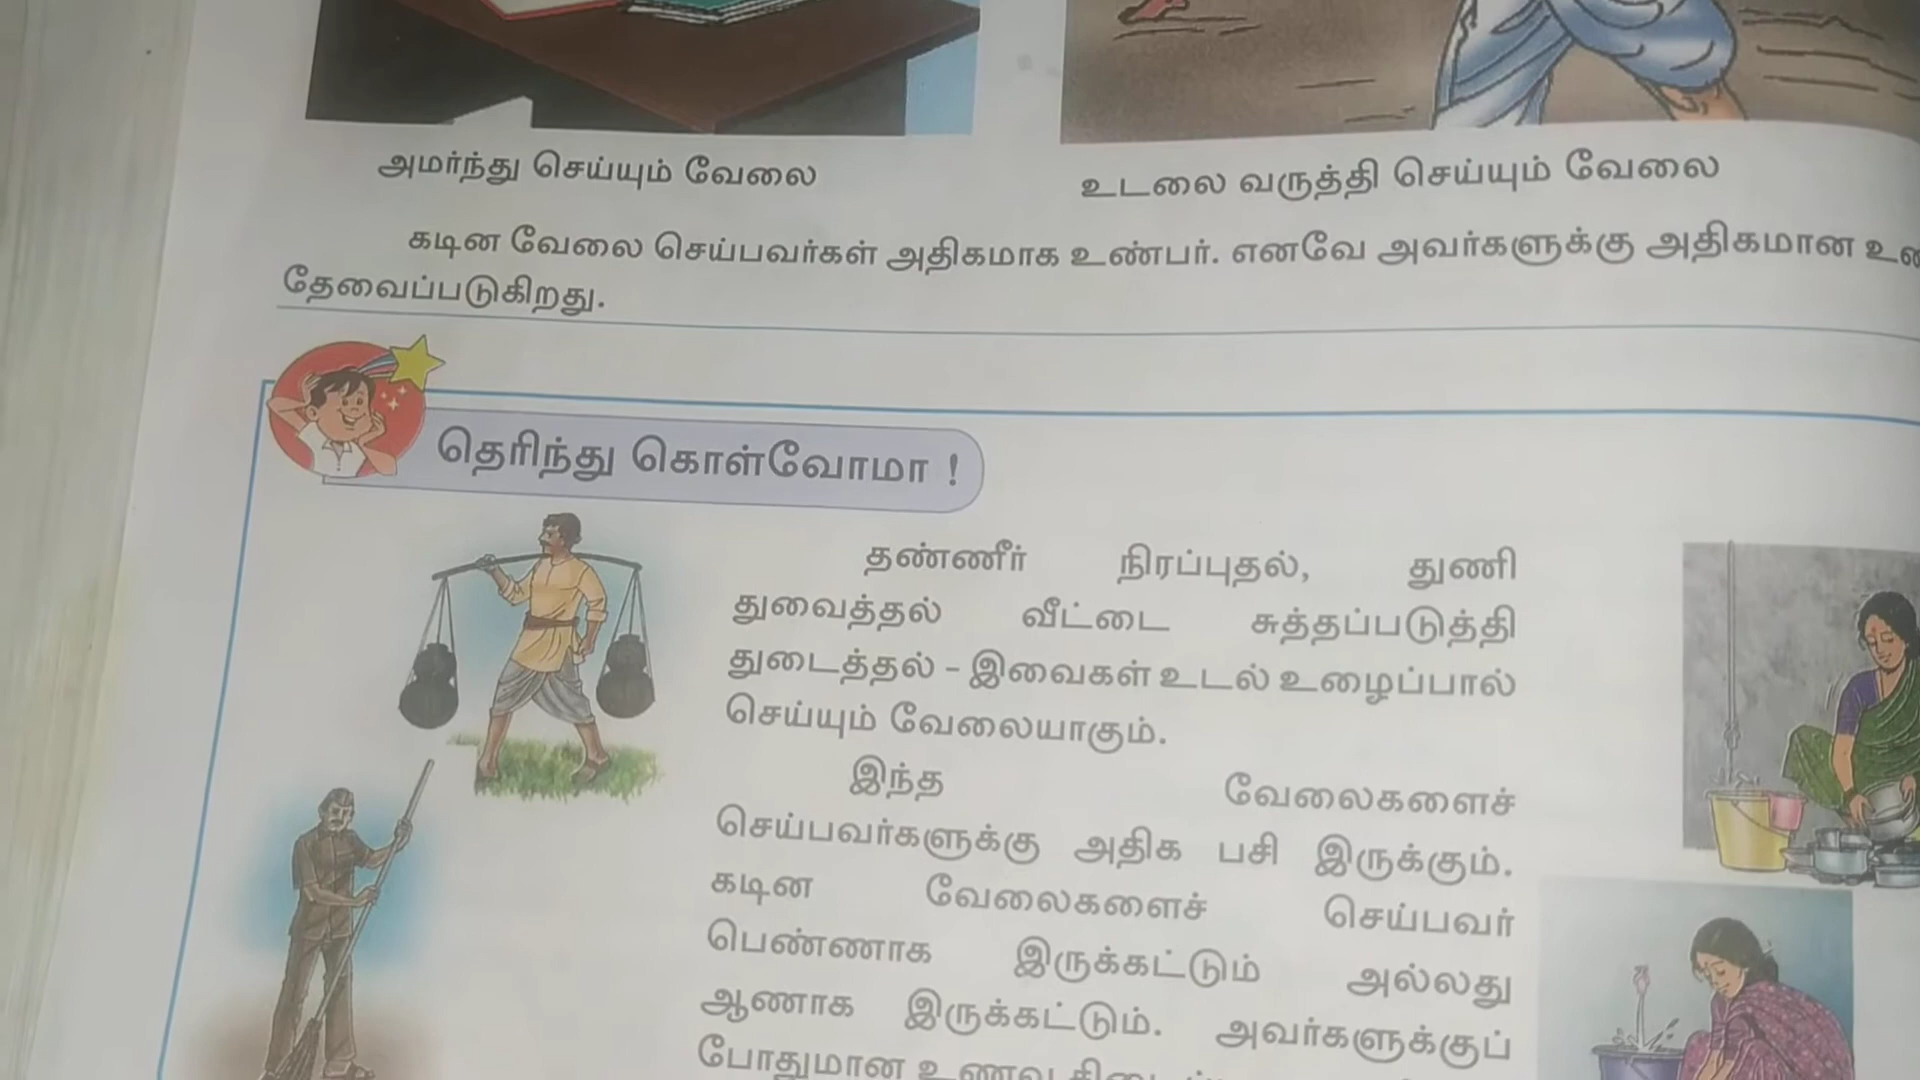 அமர்ந்து செய்யும் வேலை
உடலை வருத்தி செய்யும் வேலை
கடின வேலை செய்பவர்கள் அதிகமாக உண்பர். எனவே அவர்களுக்கு அதிகமான
தேவைப்படுகிறது.
தெரிந்து கொள்வோமா !
தண்ணீர் நிரப்புதல், துணி
துவைத்தல் வீட்டை சுத்தப்படுத்தி
துடைத்தல் – இவைகள் உடல் உழைப்பால்
செய்யும் வேலையாகும்.
இந்த வேலைகளைச்
செய்பவர்களுக்கு அதிக பசி இருக்கும்.
கடின வேலைகளைச் செய்பவர்
பெண்ணாக இருக்கட்டும் அல்லது
ஆணாக இருக்கட்டும். அவர்களுக்குப்
போதுமான உணவு